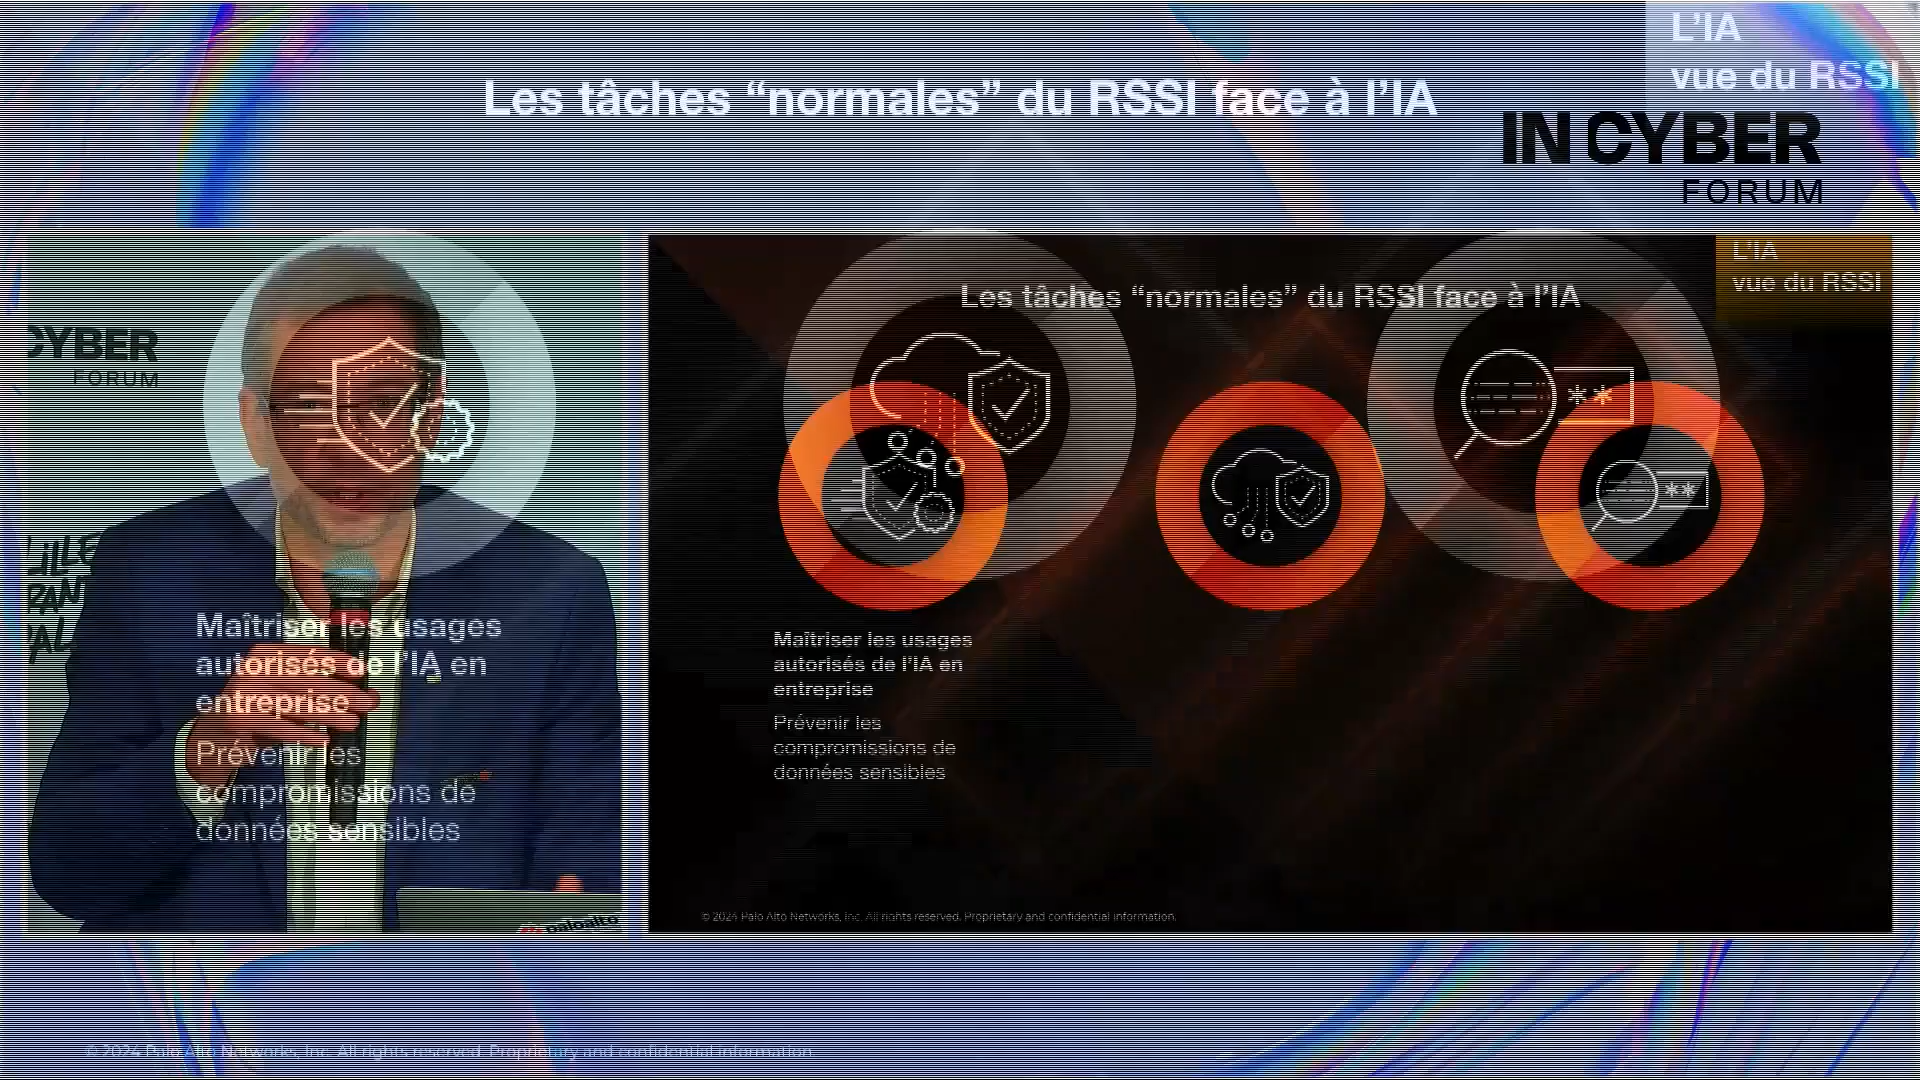 L'IA
vue du RSSI
Les tâches “normales” du RSSI face à l'IA
IN CYBER
FORUM
L'IA
vue du RSSI
Les tâches “normales” du RSSI face à l'IA
CYBER
FORUM
**
**
LILLE
Maîtriser les usages
autorisés de l'IA en
entreprise
Prévenir les
compromissions de
données sensibles
Maîtriser les usages
autorisés de l'IA en
entreprise
Prévenir les
compromissions de
données sensibles
paloalto
© 2024 Palo Alto Networks, Inc. All rights reserved. Proprietary and confidential information.
© 2024 Palo Alto Networks, Inc. All rights reserved. Proprietary and confidential information.